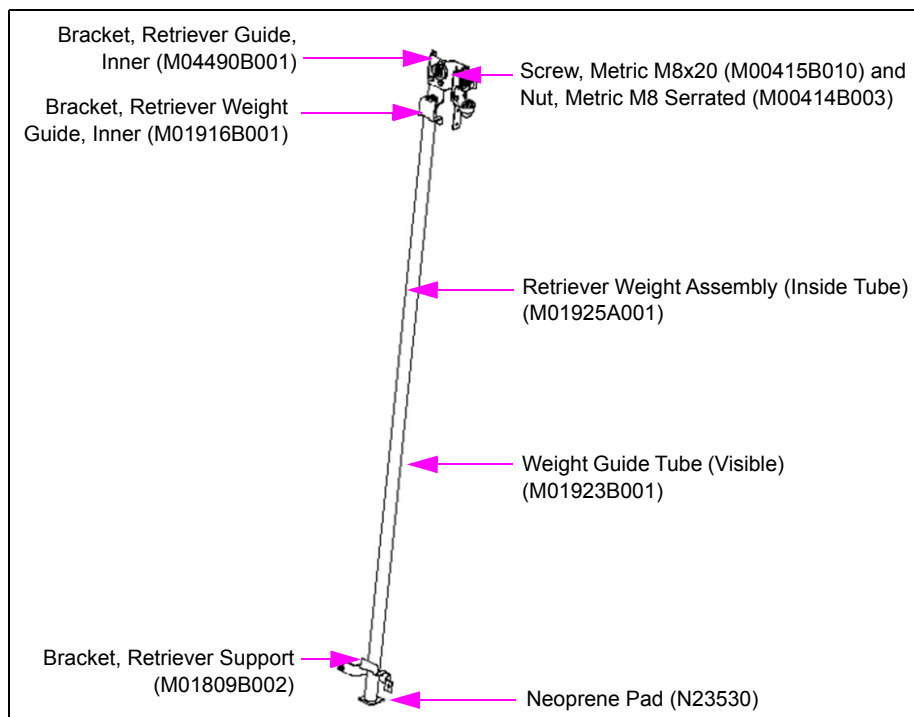 Bracket, Retriever Guide,
Inner (M04490B001)
Screw, Metric M8x20 (M00415B010) and
Nut, Metric M8 Serrated (M00414B003)
Bracket, Retriever Weight
Guide, Inner (M01916B001)
Retriever Weight Assembly (Inside Tube)
(M01925A001)
Weight Guide Tube (Visible)
(M01923B001)
Bracket, Retriever Support
(M01809B002)
Neoprene Pad (N23530)